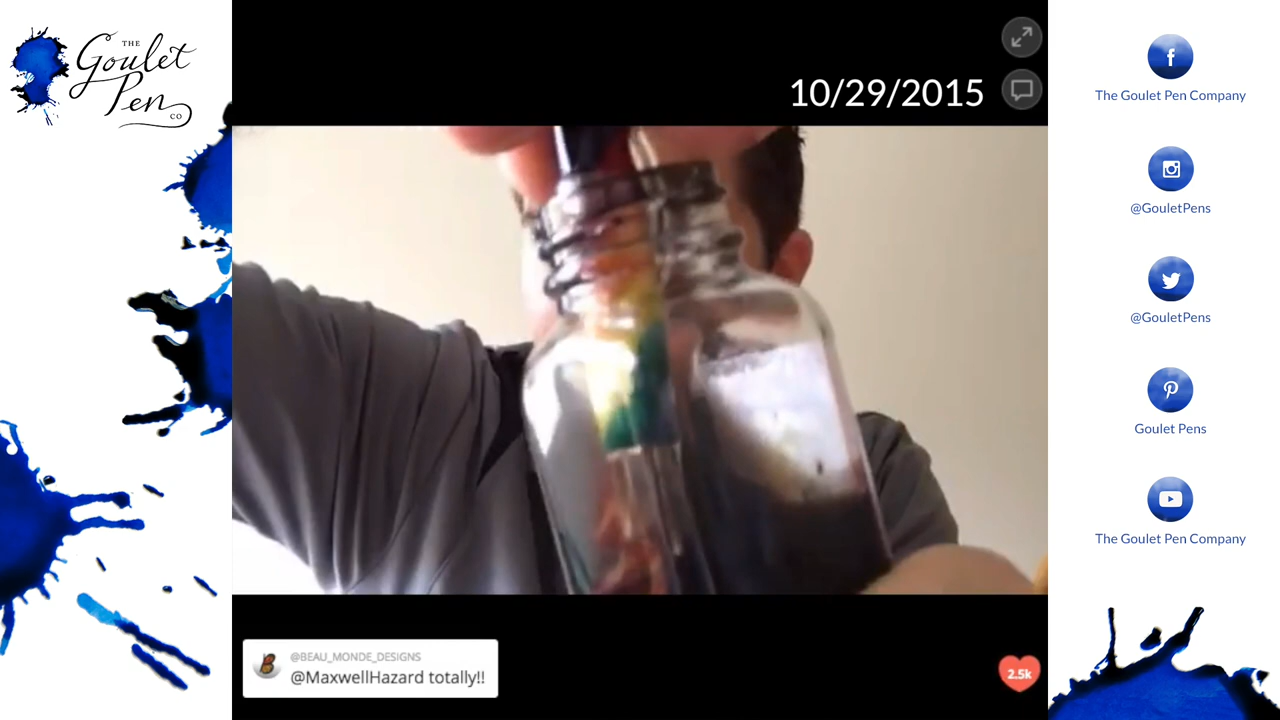 THE
Goulet
Pen
CO
10/29/2015
@BEAU_MONDE_DESIGNS
@MaxwellHazard totally!!
2.5k
The Goulet Pen Company
@GouletPens
@GouletPens
Goulet Pens
The Goulet Pen Company